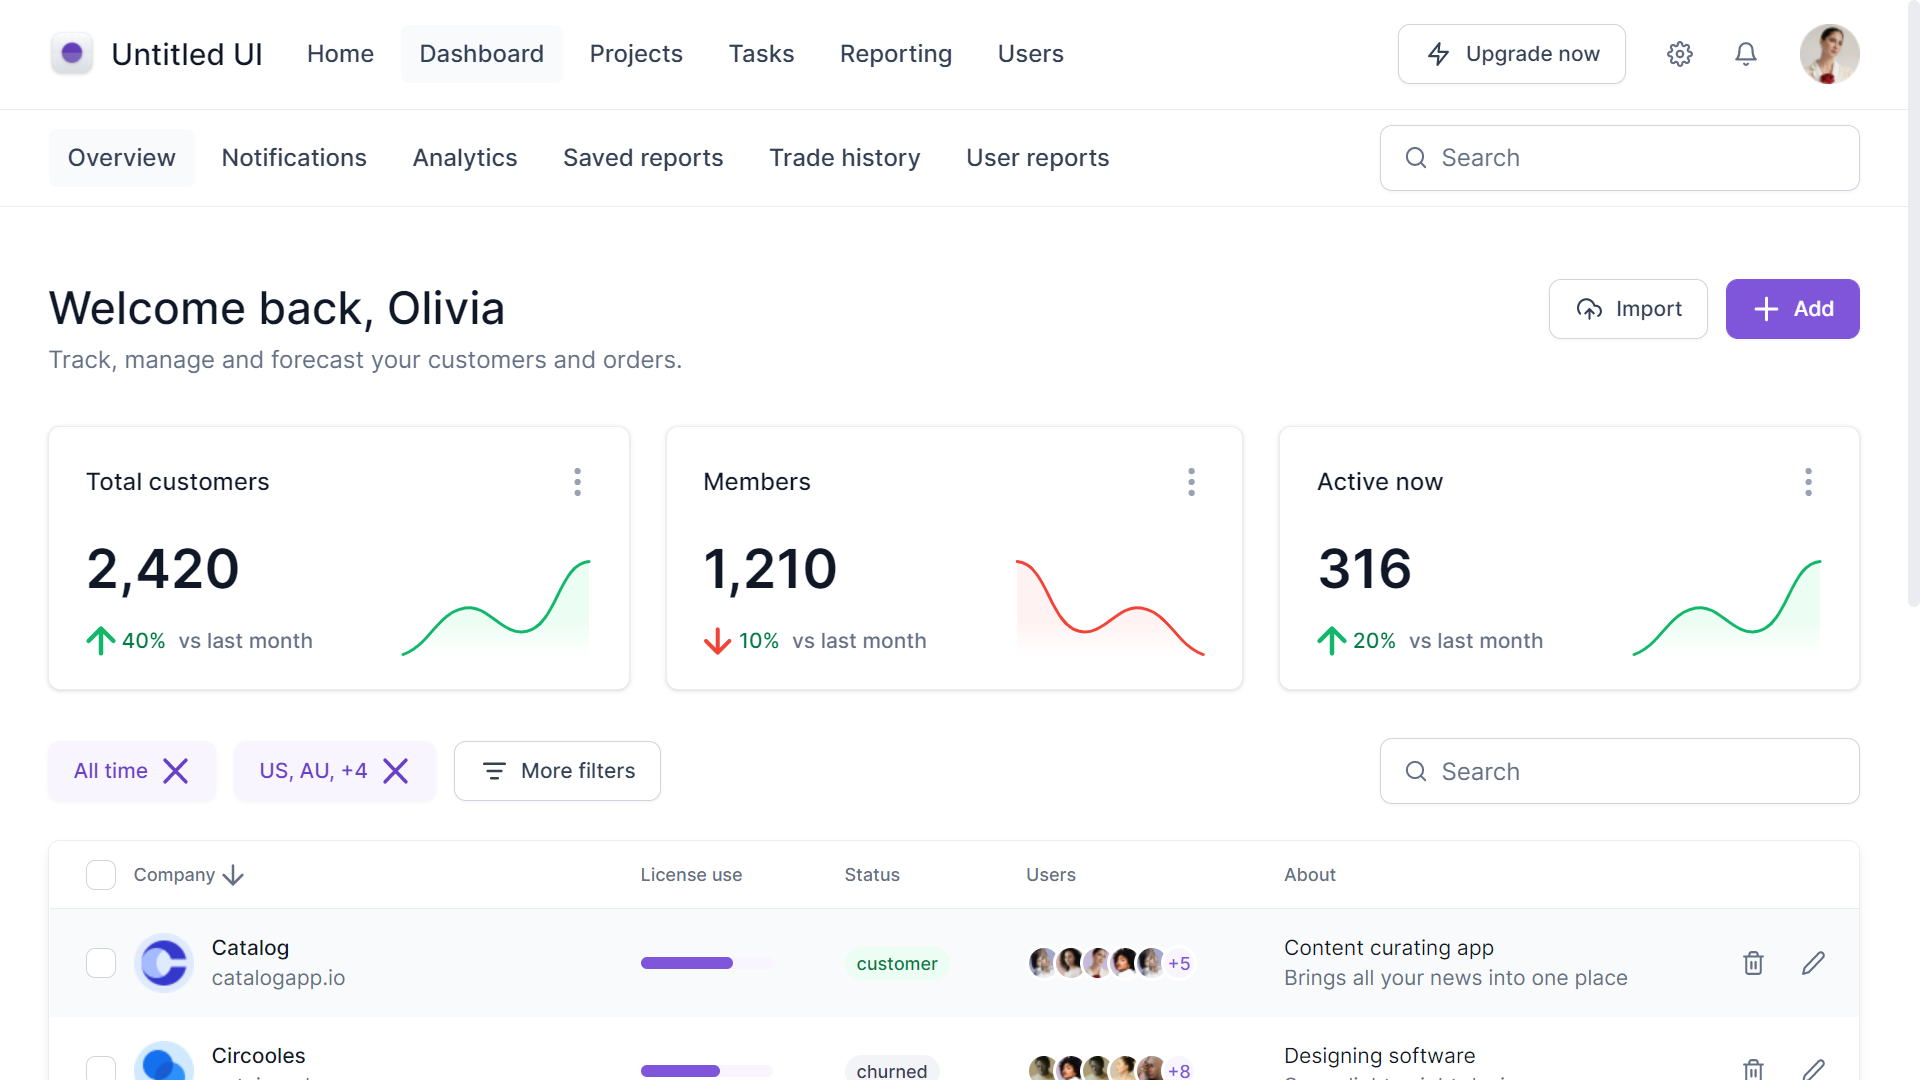 Untitled UI Home Dashboard Projects Tasks Reporting Users Upgrade now
Overview Notifications Analytics Saved reports Trade history User reports Search
Welcome back, Olivia
Import Add
Track, manage and forecast your customers and orders.
Total customers
2,420
40% vs last month
Members
1,210
10% vs last month
Active now
316
20% vs last month
All time US, AU, +4 More filters Search
Company License use Status Users About
Catalog
catalogapp.io
customer
+5
Content curating app
Brings all your news into one place
Circooles
churned
+8
Designing software